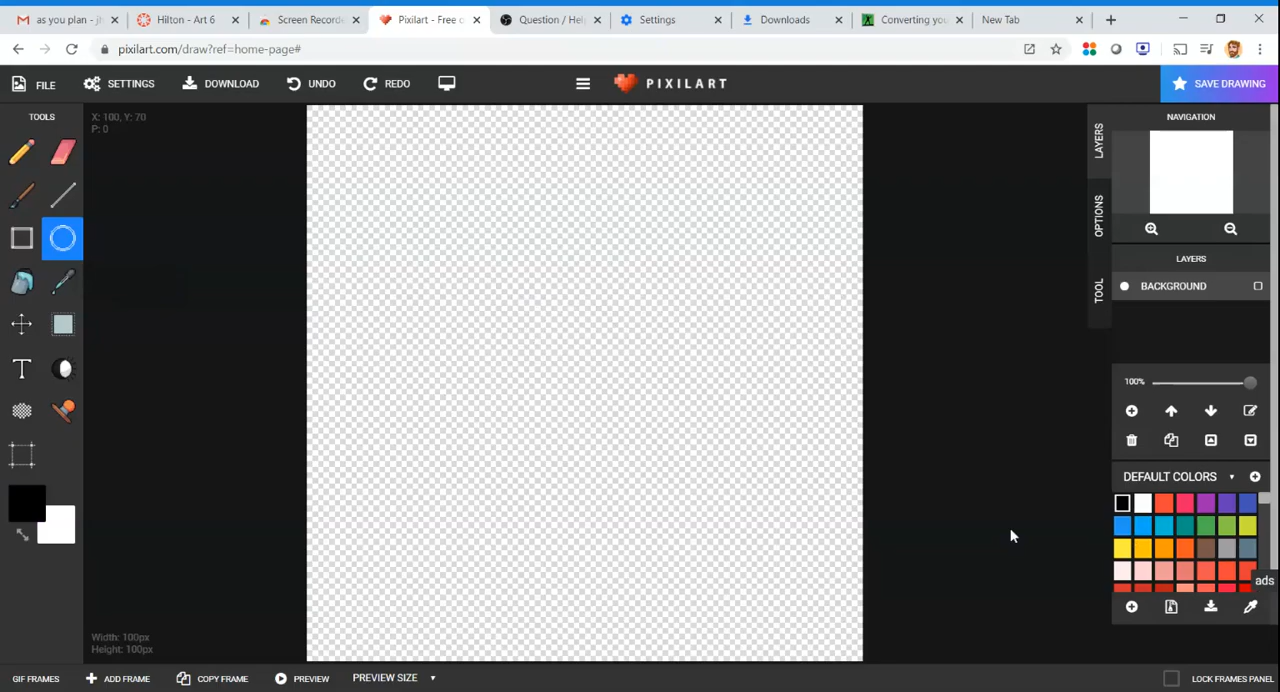 as you plan - jh
Hilton - Art 6
Screen Records
Pixilart - Free o
Question / Help
Settings
Downloads
Converting you
New Tab
pixilart.com/draw?ref=home-page#
FILE
SETTINGS
DOWNLOAD
UNDO
REDO
PIXILART
SAVE DRAWING
TOOLS
X: 100, Y: 70
P: 0
LAYERS
OPTIONS
TOOL
NAVIGATION
LAYERS
BACKGROUND
100%
DEFAULT COLORS
ads
Width: 100px
Height: 100px
GIF FRAMES
ADD FRAME
COPY FRAME
PREVIEW
PREVIEW SIZE
LOCK FRAMES PANEL